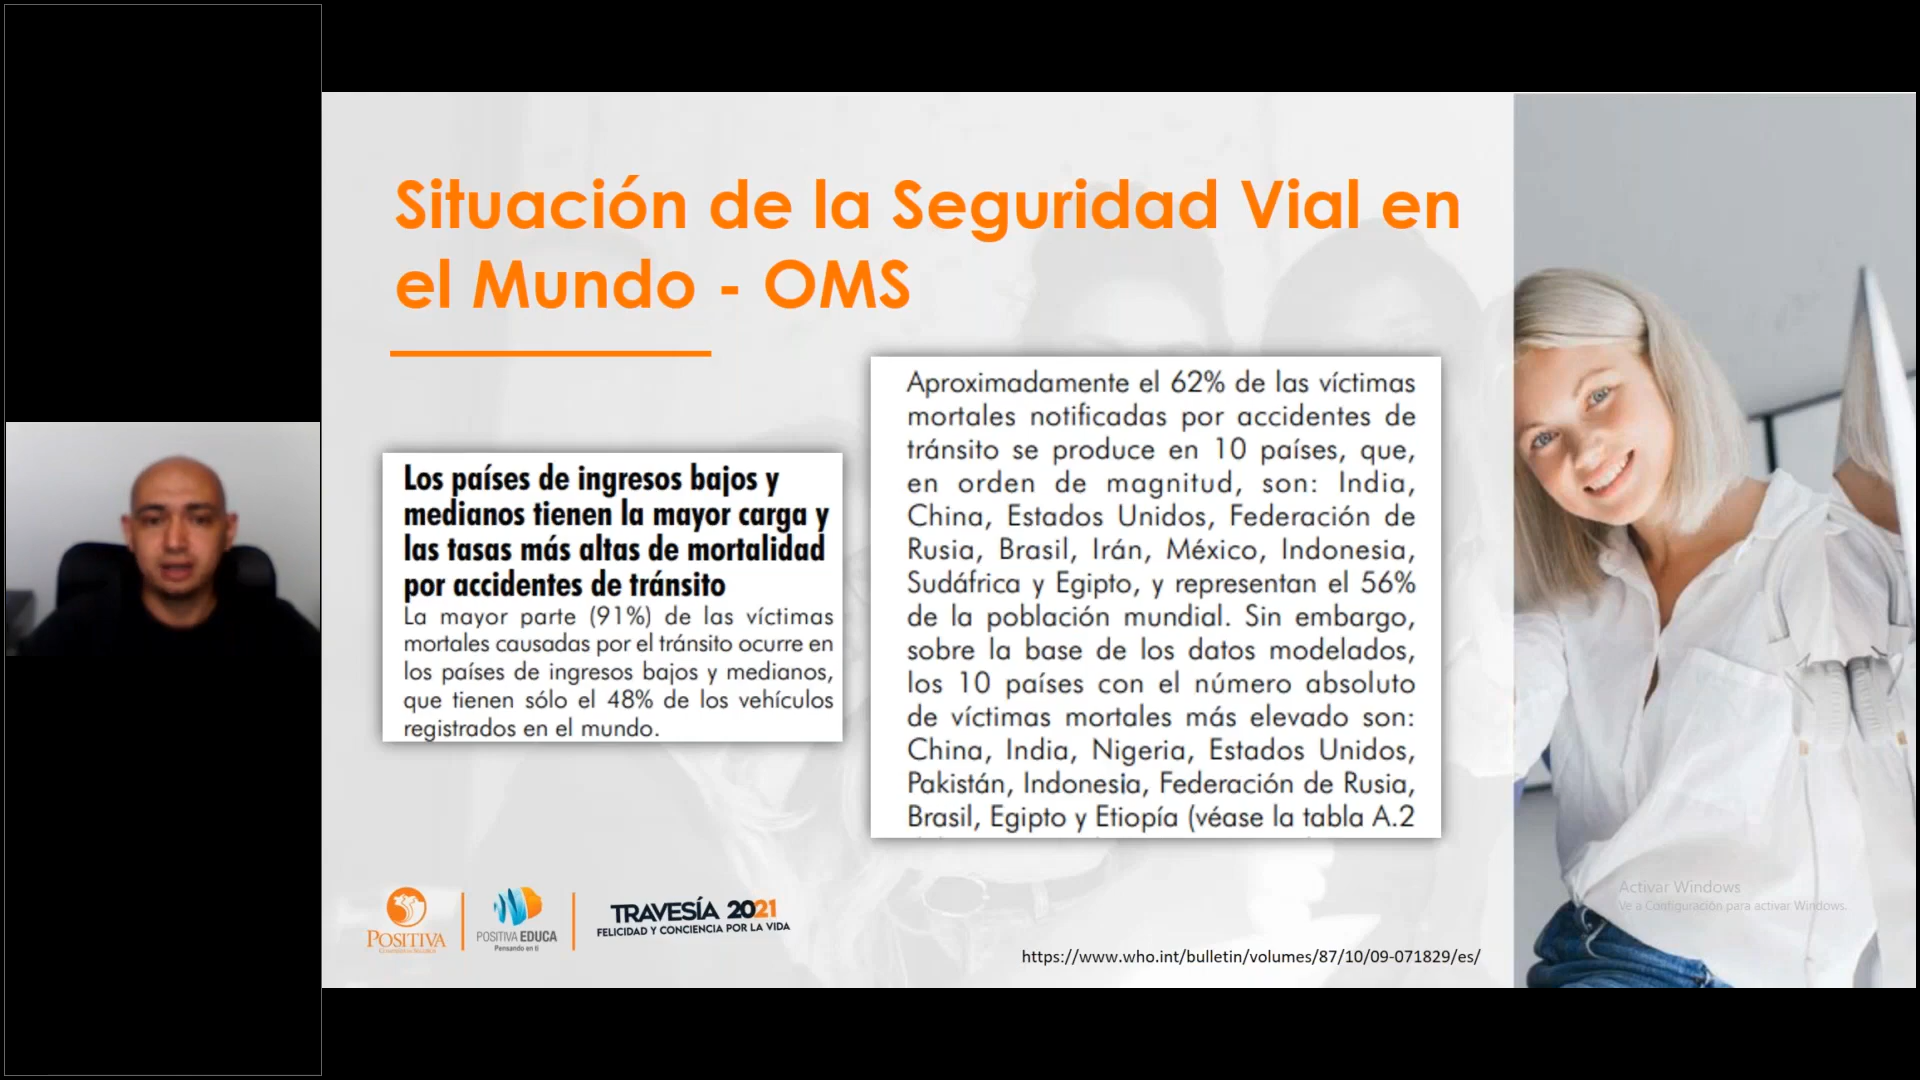 Situación de la Seguridad Vial en
el Mundo - OMS
Los países de ingresos bajos y
medianos tienen la mayor carga y
las tasas más altas de mortalidad
por accidentes de tránsito
La mayor parte (91%) de las víctimas
mortales causadas por el tránsito ocurre en
los países de ingresos bajos y medianos,
que tienen sólo el 48% de los vehículos
registrados en el mundo.
Aproximadamente el 62% de las víctimas
mortales notificadas por accidentes de
tránsito se produce en 10 países, que,
en orden de magnitud, son: India,
China, Estados Unidos, Federación de
Rusia, Brasil, Irán, México, Indonesia,
Sudáfrica y Egipto, y representan el 56%
de la población mundial. Sin embargo,
sobre la base de los datos modelados,
los 10 países con el número absoluto
de víctimas mortales más elevado son:
China, India, Nigeria, Estados Unidos,
Pakistán, Indonesia, Federación de Rusia,
Brasil, Egipto y Etiopía (véase la tabla A.2
POSITIVA
POSITIVA EDUCA
Pensando en ti
TRAVESÍA 2021
FELICIDAD Y CONCIENCIA POR LA VIDA
https://www.who.int/bulletin/volumes/87/10/09-071829/es/
Activar Windows
Ve a Configuración para activar Windows.